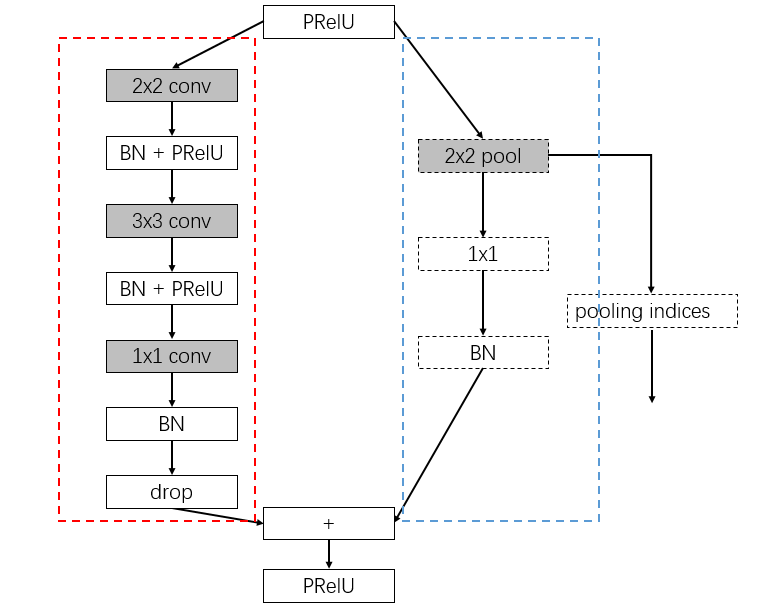 PRelU
2x2 conv
BN + PRelU
3x3 conv
BN + PRelU
1x1 conv
BN
drop
2x2 pool
1x1
BN
pooling indices
+
PRelU